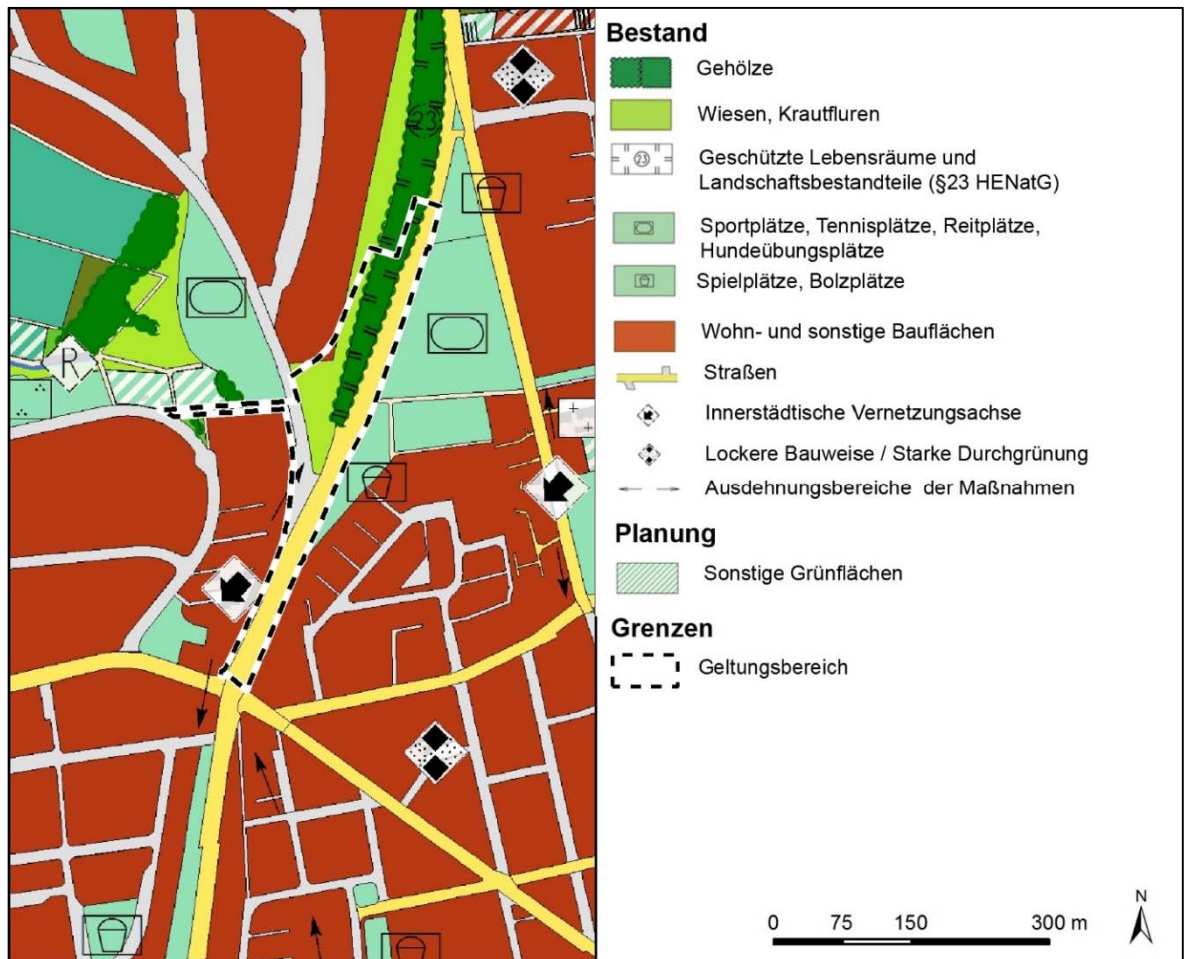 Bestand
Gehölze
Wiesen, Krautfluren
23
Geschützte Lebensräume und
Landschaftsbestandteile (§23 HENatG)
Sportplätze, Tennisplätze, Reitplätze,
Hundeübungsplätze
Spielplätze, Bolzplätze
Wohn- und sonstige Bauflächen
Straßen
Innerstädtische Vernetzungsachse
Lockere Bauweise / Starke Durchgrünung
Ausdehnungsbereiche der Maßnahmen
Planung
Sonstige Grünflächen
Grenzen
Geltungsbereich
0 75 150 300 m
N
23
R